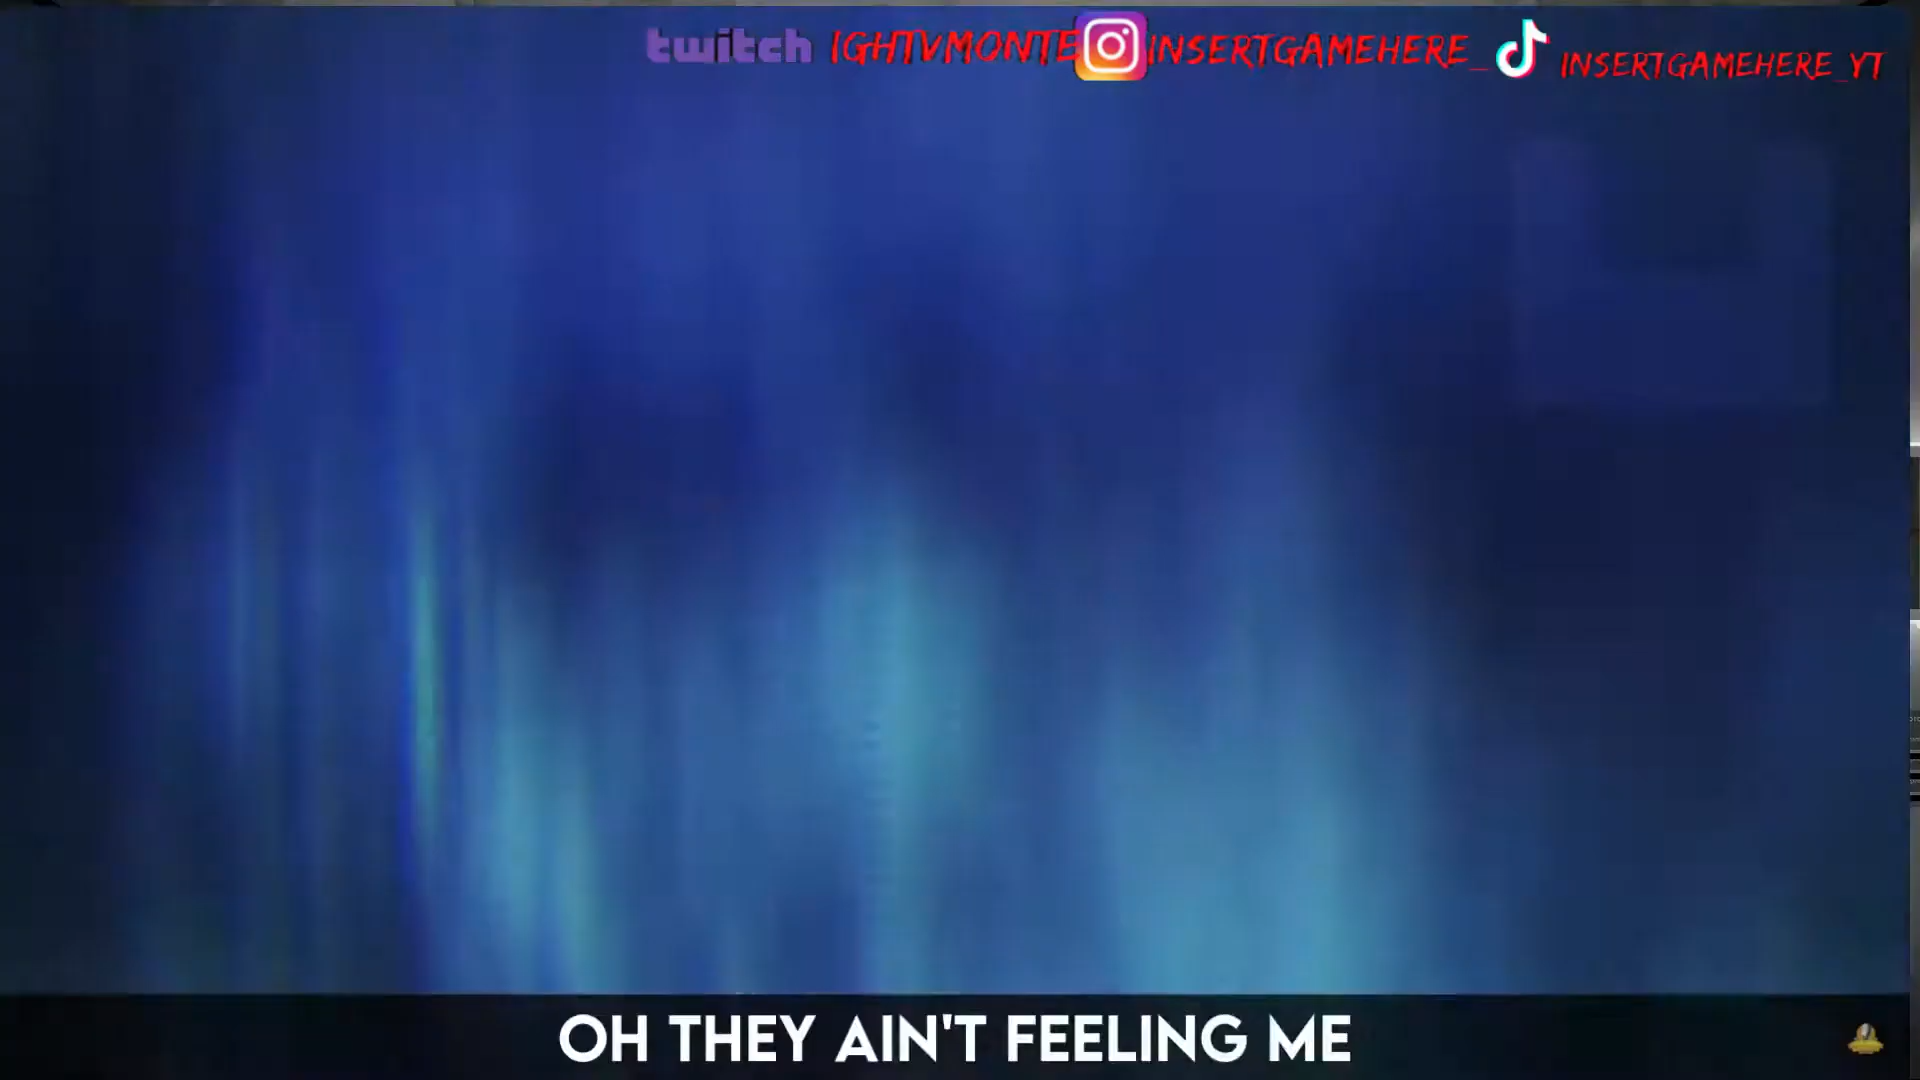 twitch IGHTVMONTE INSERTGAMEHERE_ INSERTGAMEHERE_YT
OH THEY AIN'T FEELING ME